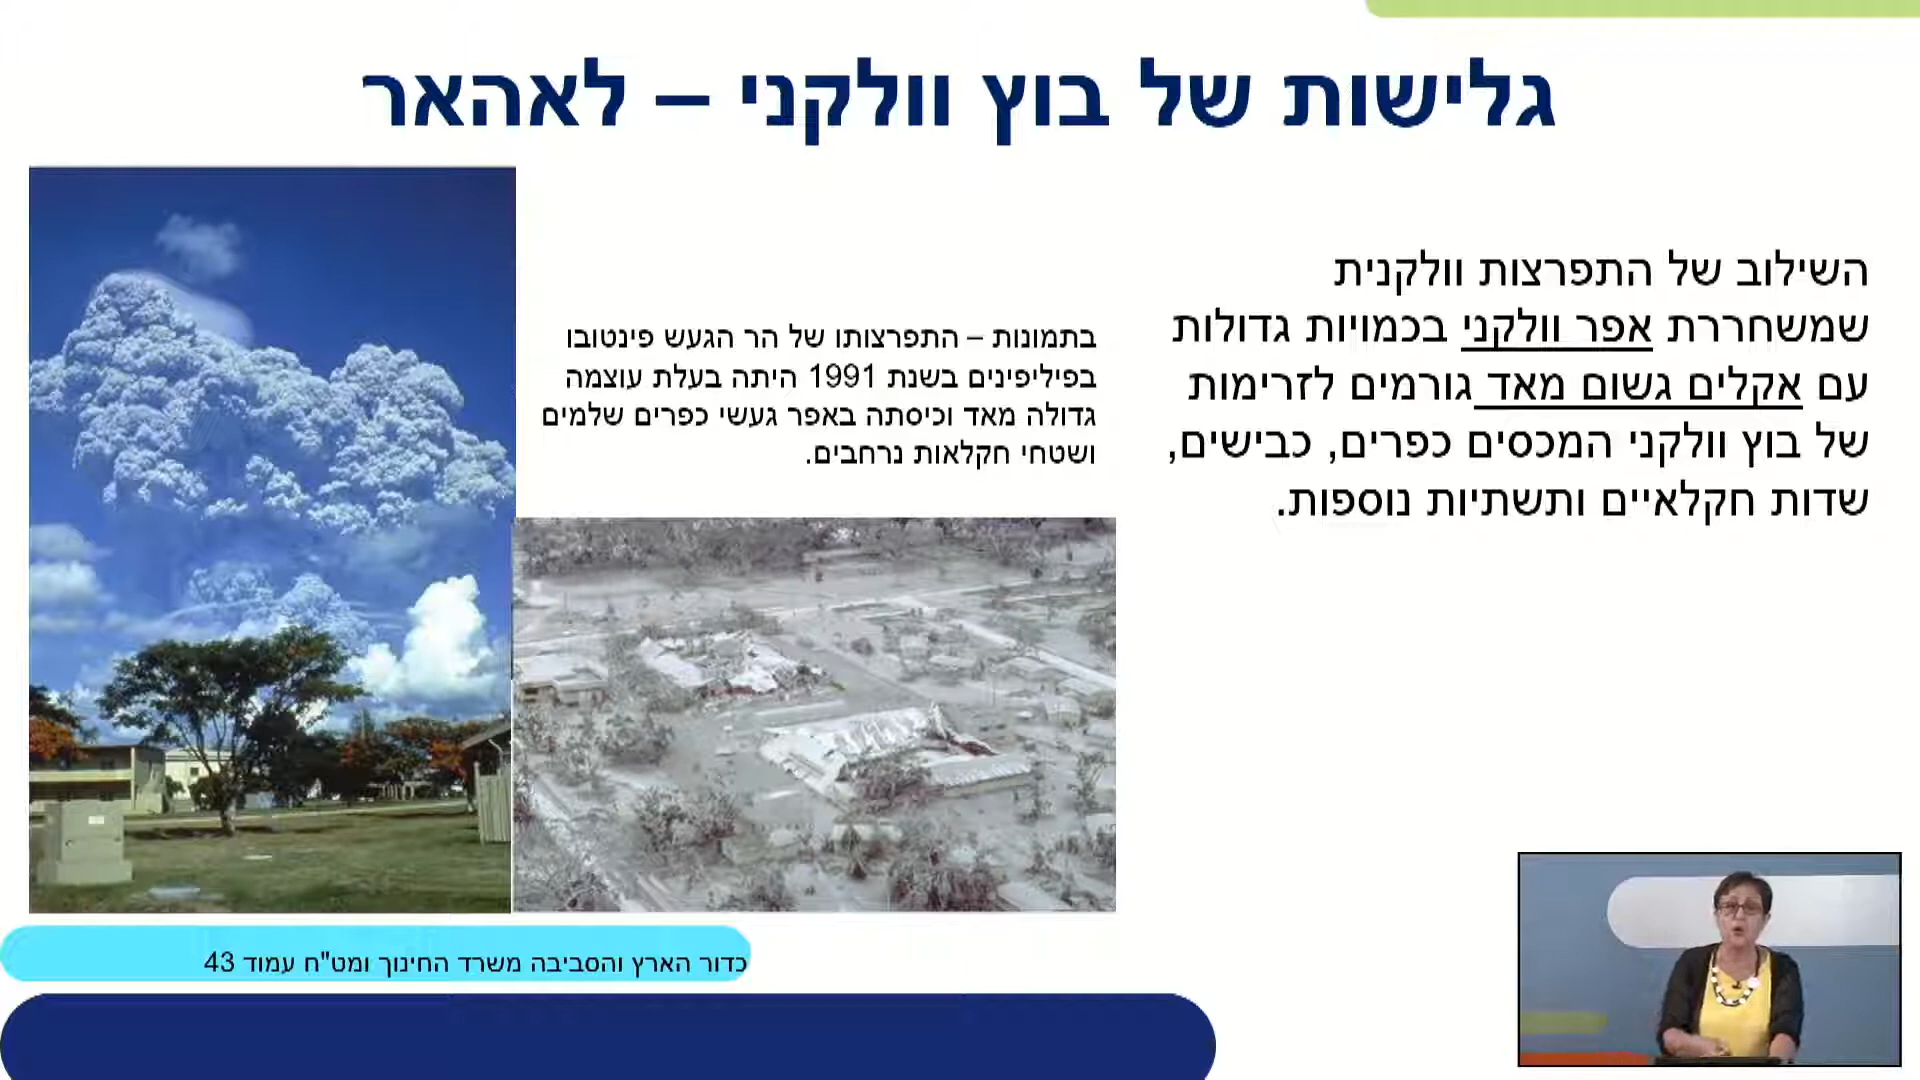 גלישות של בוץ וולקני – לאהאר
השילוב של התפרצות וולקנית
שמשחררת אפר וולקני בכמויות גדולות
עם אקלים גשום מאד גורמים לזרימות
של בוץ וולקני המכסים כפרים, כבישים,
שדות חקלאיים ותשתיות נוספות.
בתמונות – התפרצותו של הר הגעש פינטובו
בפיליפינים בשנת 1991 היתה בעלת עוצמה
גדולה מאד וכיסתה באפר געשי כפרים שלמים
ושטחי חקלאות נרחבים.
כדור הארץ והסביבה משרד החינוך ומט"ח עמוד 43